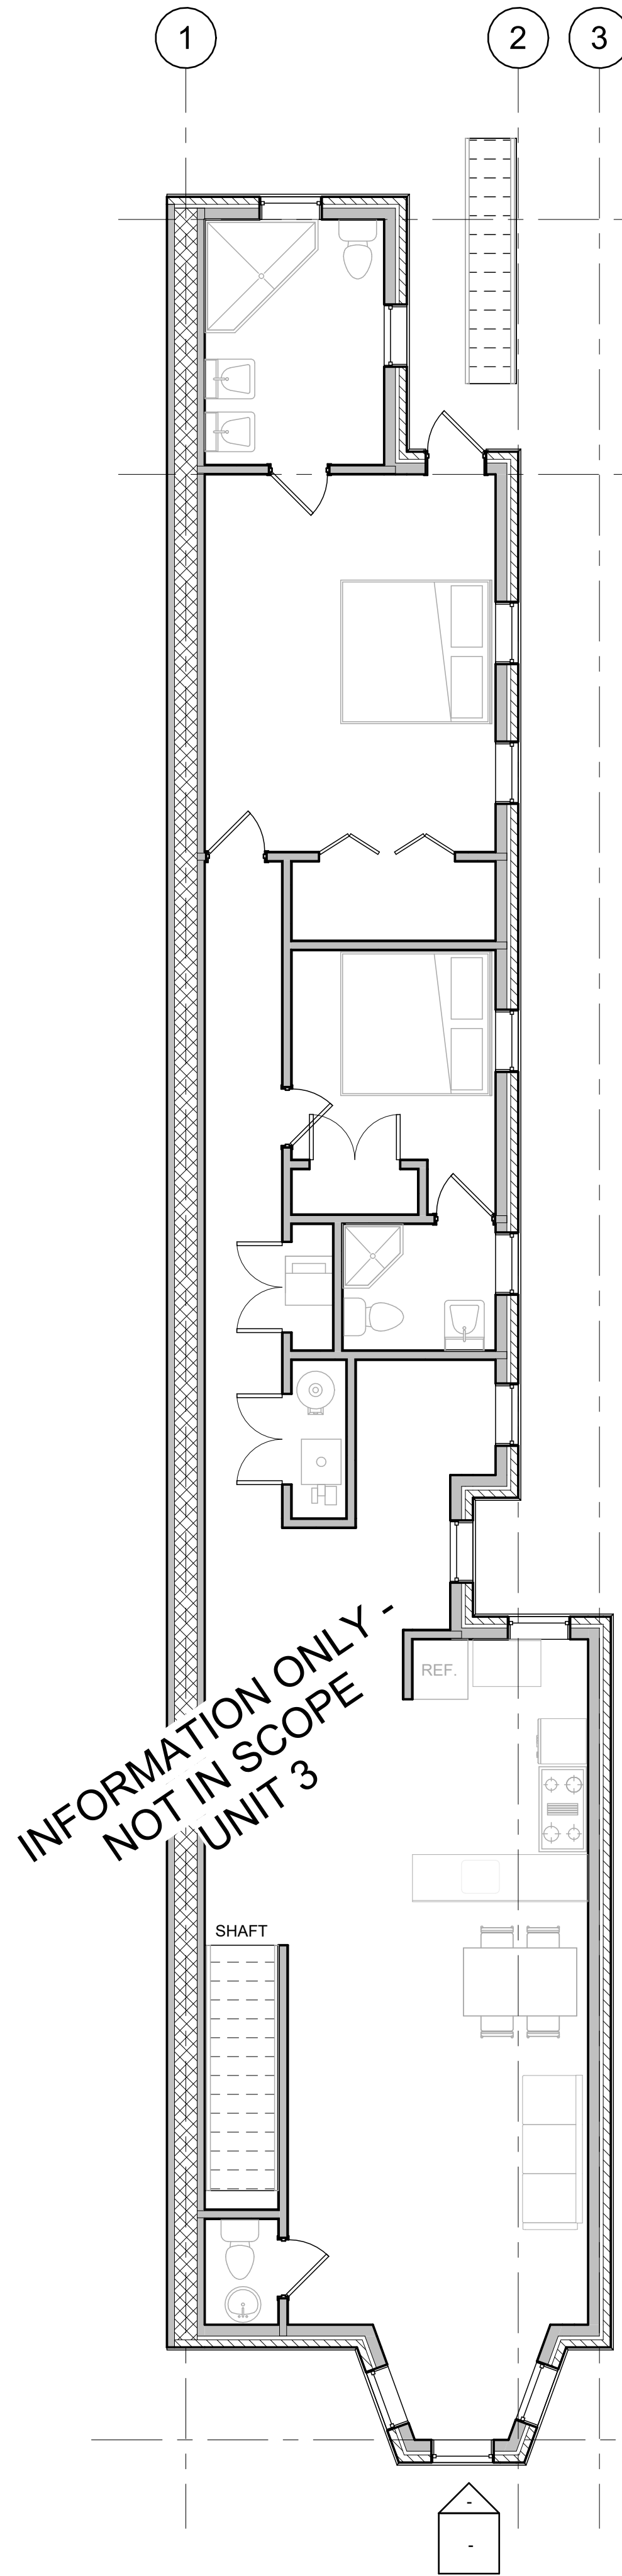 1
2
3
REF.
INFORMATION ONLY -
NOT IN SCOPE
UNIT 3
SHAFT
-
-